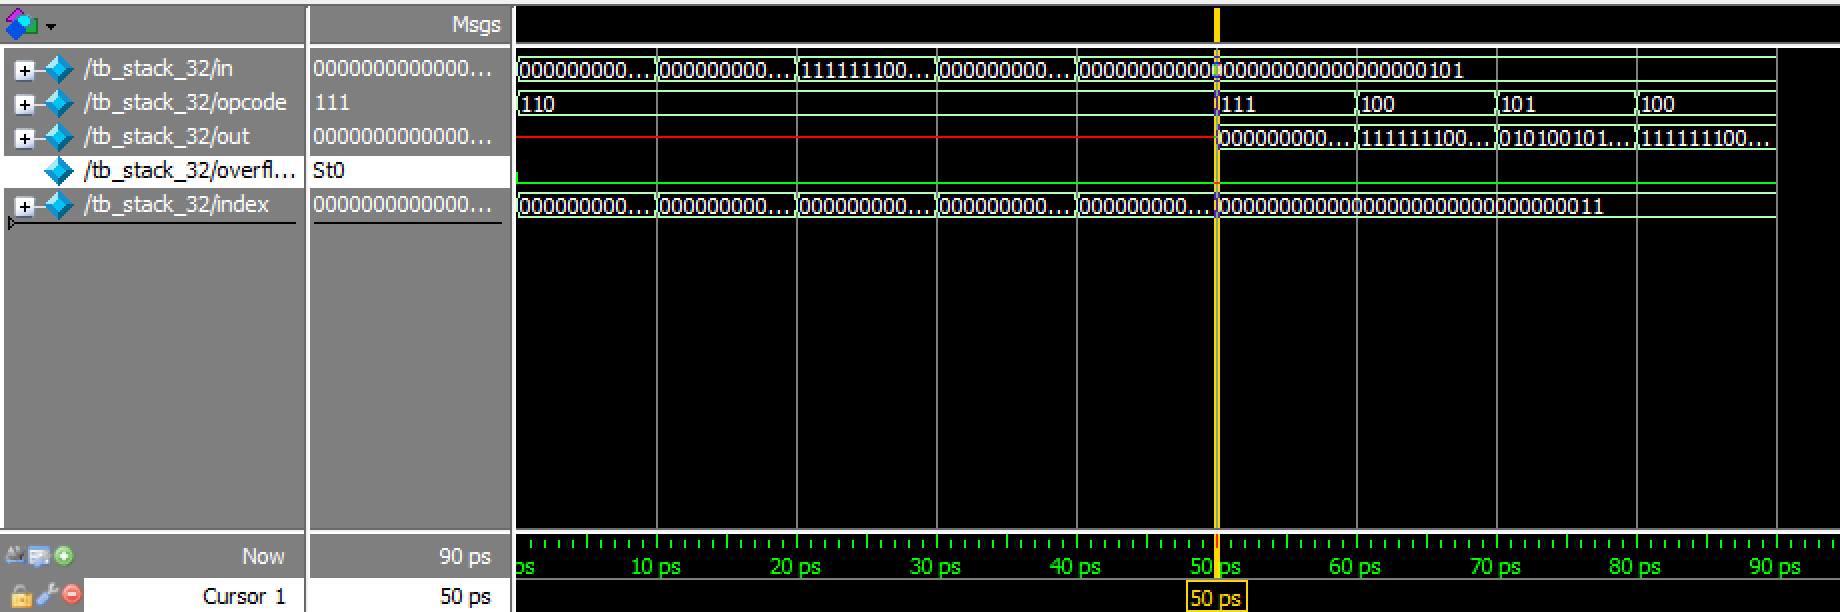 Msgs
/tb_stack_32/in 0000000000000... 000000000... 000000000... 111111100... 000000000... 00000000000000000000000000000101
/tb_stack_32/opcode 111 110 111 100 101 100
/tb_stack_32/out 0000000000000... 000000000... 111111100... 010100101... 111111100...
/tb_stack_32/overfl... St0
/tb_stack_32/index 0000000000000... 000000000... 000000000... 000000000... 000000000... 000000000... 00000000000000000000000000000011
Now 90 ps
ps 10 ps 20 ps 30 ps 40 ps 50 ps 60 ps 70 ps 80 ps 90 ps
Cursor 1 50 ps 50 ps